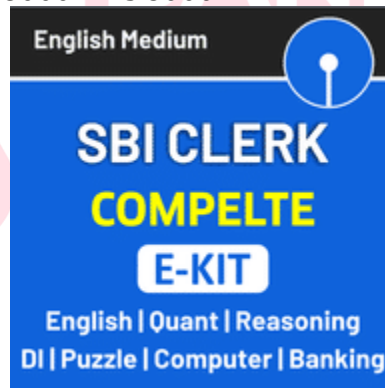 English Medium
SBI CLERK
COMPELTE
E-KIT
English | Quant | Reasoning
DI | Puzzle | Computer | Banking